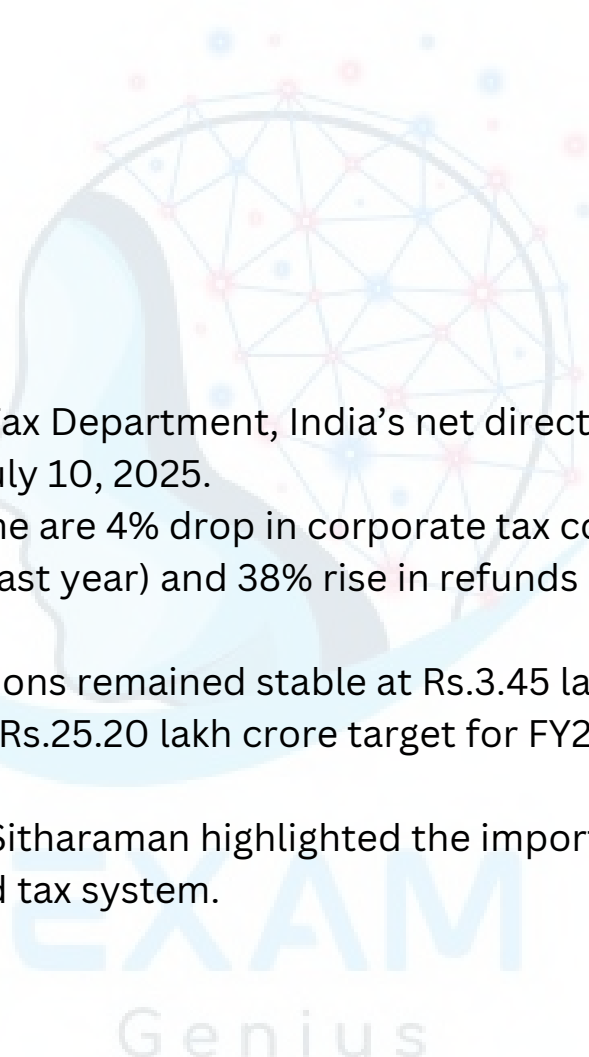 ax Department, India’s net direct
uly 10, 2025.
ne are 4% drop in corporate tax co
ast year) and 38% rise in refunds
ons remained stable at Rs.3.45 la
Rs.25.20 lakh crore target for FY2
Sitharaman highlighted the impor
d tax system.
EXAM
Genius